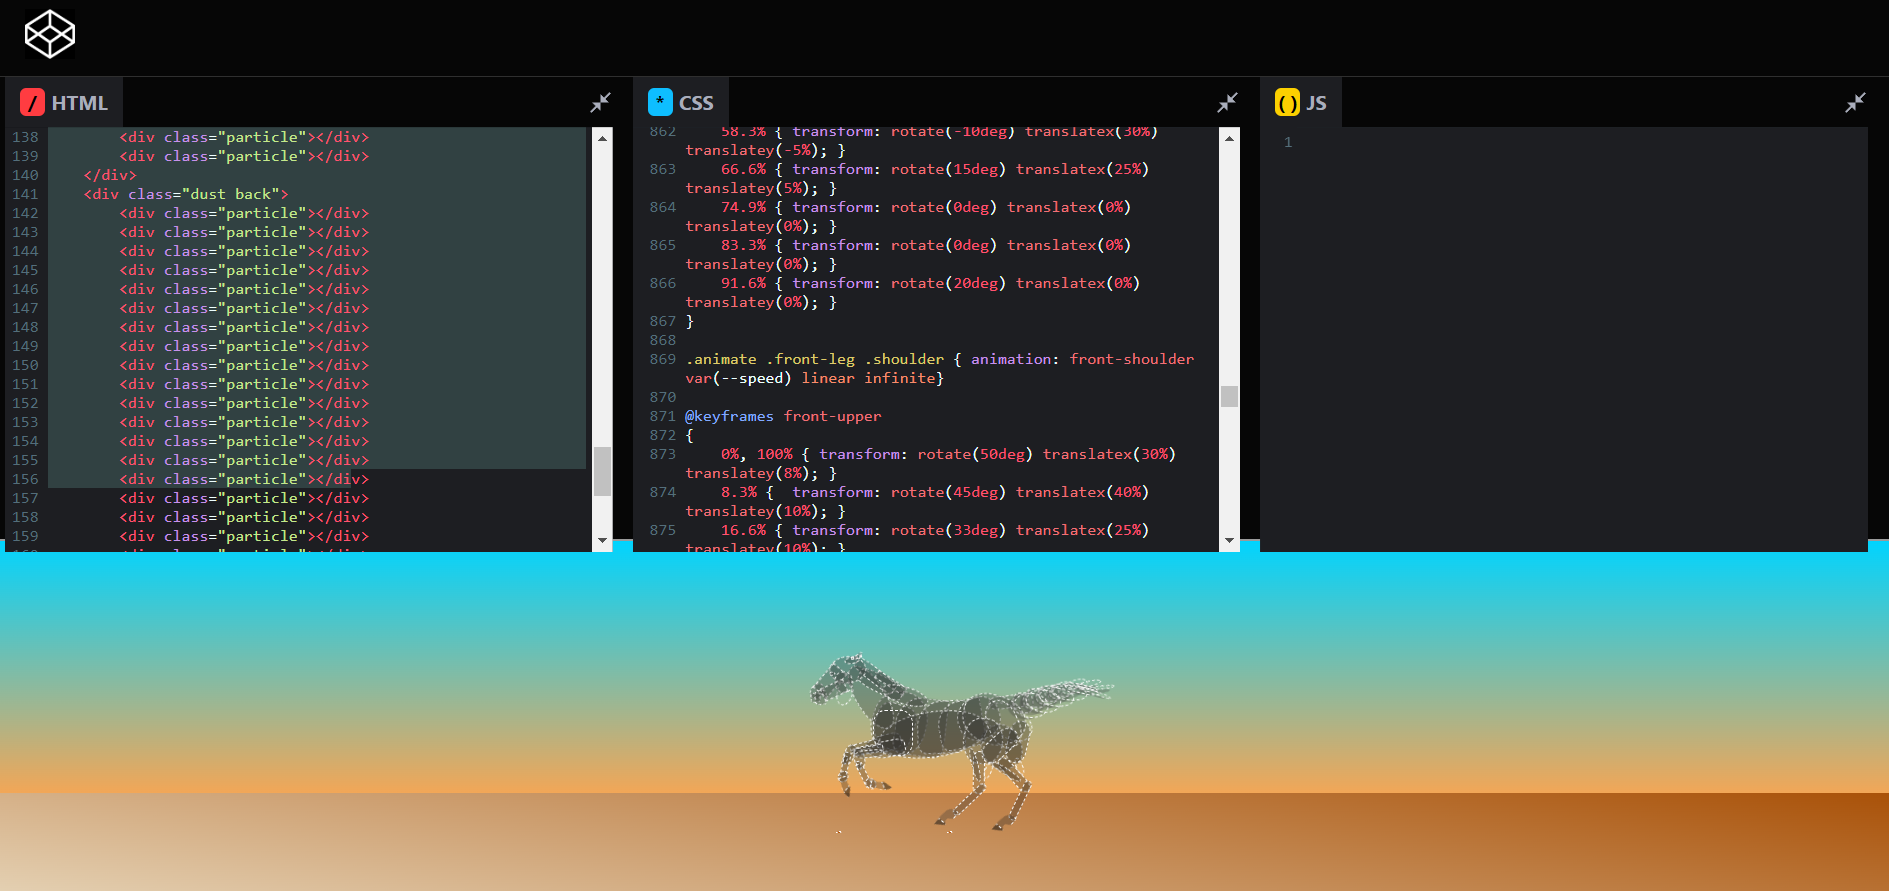 / HTML
138 <div class="particle"></div>
139 <div class="particle"></div>
140 </div>
141 <div class="dust back">
142 <div class="particle"></div>
143 <div class="particle"></div>
144 <div class="particle"></div>
145 <div class="particle"></div>
146 <div class="particle"></div>
147 <div class="particle"></div>
148 <div class="particle"></div>
149 <div class="particle"></div>
150 <div class="particle"></div>
151 <div class="particle"></div>
152 <div class="particle"></div>
153 <div class="particle"></div>
154 <div class="particle"></div>
155 <div class="particle"></div>
156 <div class="particle"></div>
157 <div class="particle"></div>
158 <div class="particle"></div>
159 <div class="particle"></div>
160 <div class="particle"></div>
* CSS
862 58.3% { transform: rotate(-10deg) translatex(30%)
translatey(-5%); }
863 66.6% { transform: rotate(15deg) translatex(25%)
translatey(5%); }
864 74.9% { transform: rotate(0deg) translatex(0%)
translatey(0%); }
865 83.3% { transform: rotate(0deg) translatex(0%)
translatey(0%); }
866 91.6% { transform: rotate(20deg) translatex(0%)
translatey(0%); }
867 }
868
869 .animate .front-leg .shoulder { animation: front-shoulder
var(--speed) linear infinite}
870
871 @keyframes front-upper
872 {
873 0%, 100% { transform: rotate(50deg) translatex(30%)
translatey(8%); }
874 8.3% {  transform: rotate(45deg) translatex(40%)
translatey(10%); }
875 16.6% { transform: rotate(33deg) translatex(25%)
translatey(10%); }
() JS
1